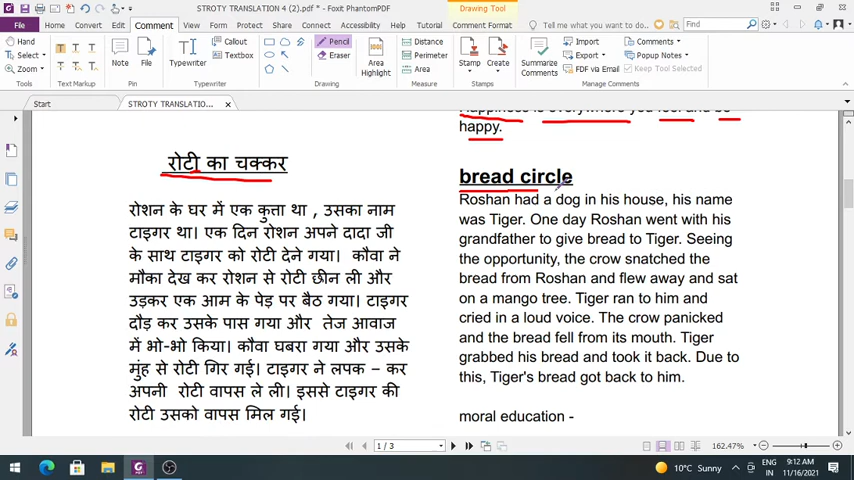 STROTY TRANSLATION 4 (2).pdf * - Foxit PhantomPDF
Drawing Tool
File Home Convert Edit Organize Comment View Form Protect Share Connect Accessibility Help Tutorial Comment Format Tell me what you want to do... Find
Hand
Select
Zoom
Tools
Text Markup
Note
File
Pin
Typewriter
Callout
Textbox
Typewriter
Drawing
Pencil
Eraser
Area Highlight
Distance
Perimeter
Area
Measure
Stamp
Create
Stamps
Summarize Comments
Import
Export
FDF via Email
Comments
Popup Notes
Keep Tool Selected
Manage Comments
Start
STROTY TRANSLATIO...
रोटी का चक्कर
रोशन के घर में एक कुत्ता था , उसका नाम
टाइगर था। एक दिन रोशन अपने दादा जी
के साथ टाइगर को रोटी देने गया। कौवा ने
मौका देख कर रोशन से रोटी छीन ली और
उड़कर एक आम के पेड़ पर बैठ गया। टाइगर
दौड़ कर उसके पास गया और तेज आवाज
में भो-भो किया। कौवा घबरा गया और उसके
मुंह से रोटी गिर गई। टाइगर ने लपक – कर
अपनी रोटी वापस ले ली। इससे टाइगर की
रोटी उसको वापस मिल गई।
Happiness is everywhere you feel and be
happy.
bread circle
Roshan had a dog in his house, his name
was Tiger. One day Roshan went with his
grandfather to give bread to Tiger. Seeing
the opportunity, the crow snatched the
bread from Roshan and flew away and sat
on a mango tree. Tiger ran to him and
cried in a loud voice. The crow panicked
and the bread fell from its mouth. Tiger
grabbed his bread and took it back. Due to
this, Tiger's bread got back to him.
moral education -
1 / 3
162.47%
10°C Sunny
ENG
IN
9:12 AM
11/16/2021